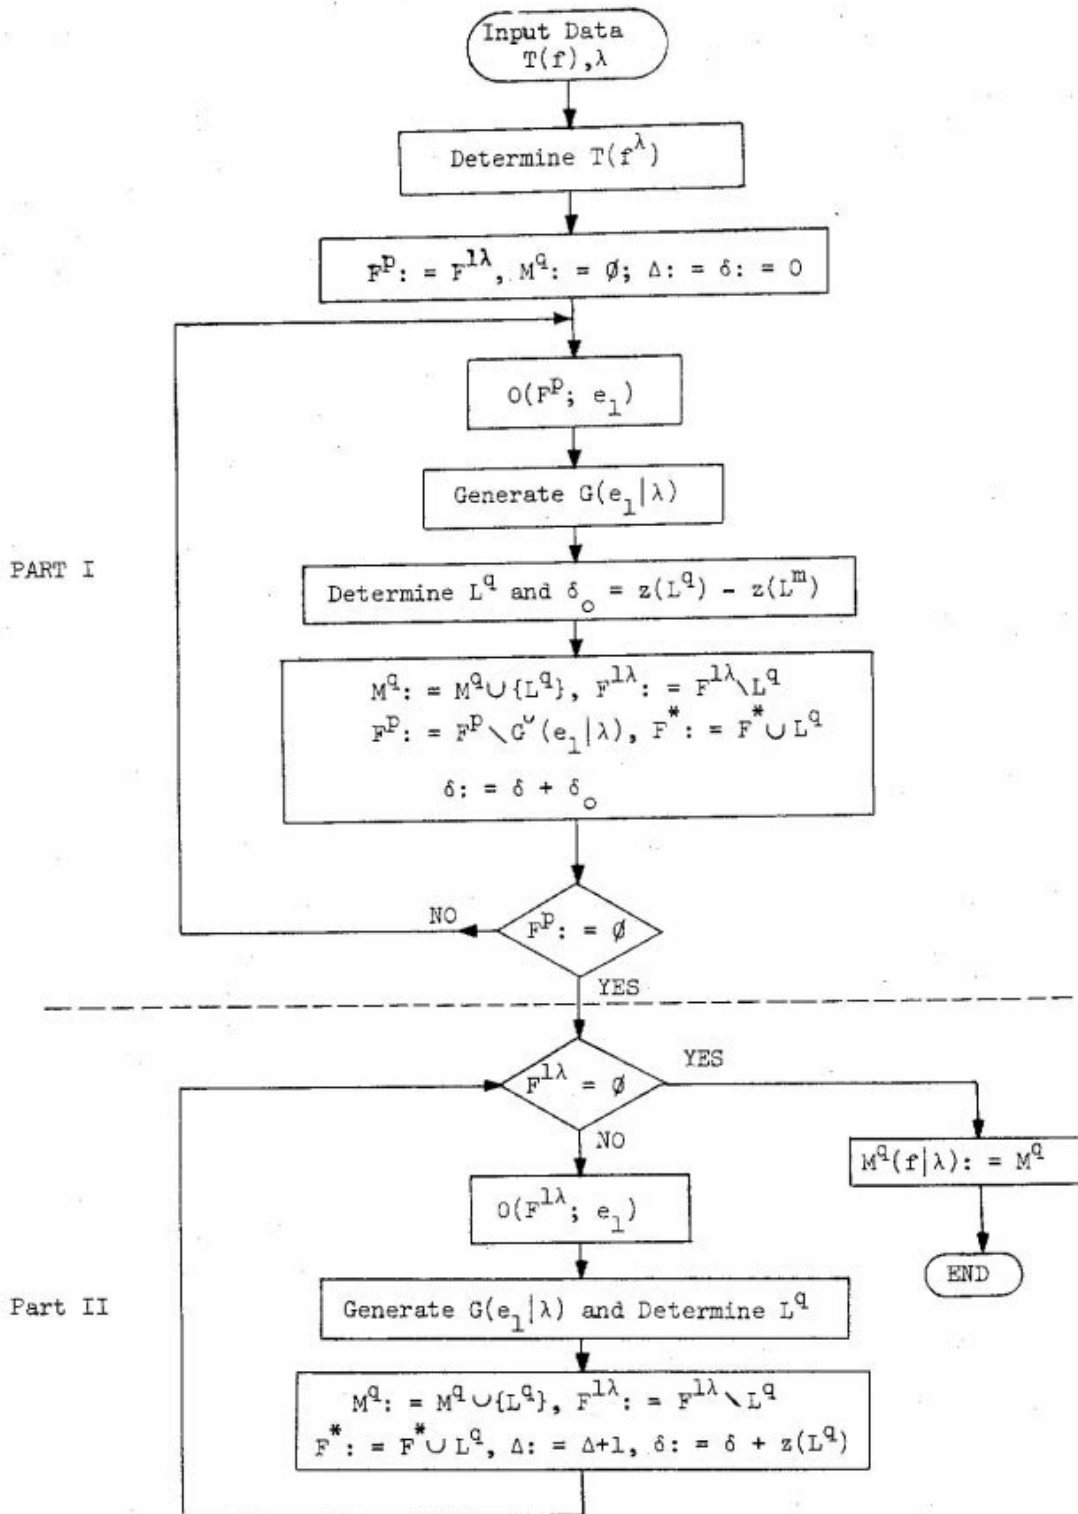 Input Data
T(f),λ
Determine T(f^λ)
F^p: = F^{1λ}, M^q: = ∅; Δ: = δ: = 0
O(F^p; e_1)
Generate G(e_1|λ)
PART I
Determine L^q and δ_o = z(L^q) - z(L^m)
M^q: = M^q ∪ {L^q}, F^{1λ}: = F^{1λ}∖L^q
F^p: = F^p ∖ G^∪(e_1|λ), F^*: = F^* ∪ L^q
δ: = δ + δ_o
NO
F^p: = ∅
YES
F^{1λ} = ∅
YES
NO
M^q(f|λ): = M^q
O(F^{1λ}; e_1)
END
Part II
Generate G(e_1|λ) and Determine L^q
M^q: = M^q ∪ {L^q}, F^{1λ}: = F^{1λ} ∖ L^q
F^*: = F^* ∪ L^q, Δ: = Δ+1, δ: = δ + z(L^q)